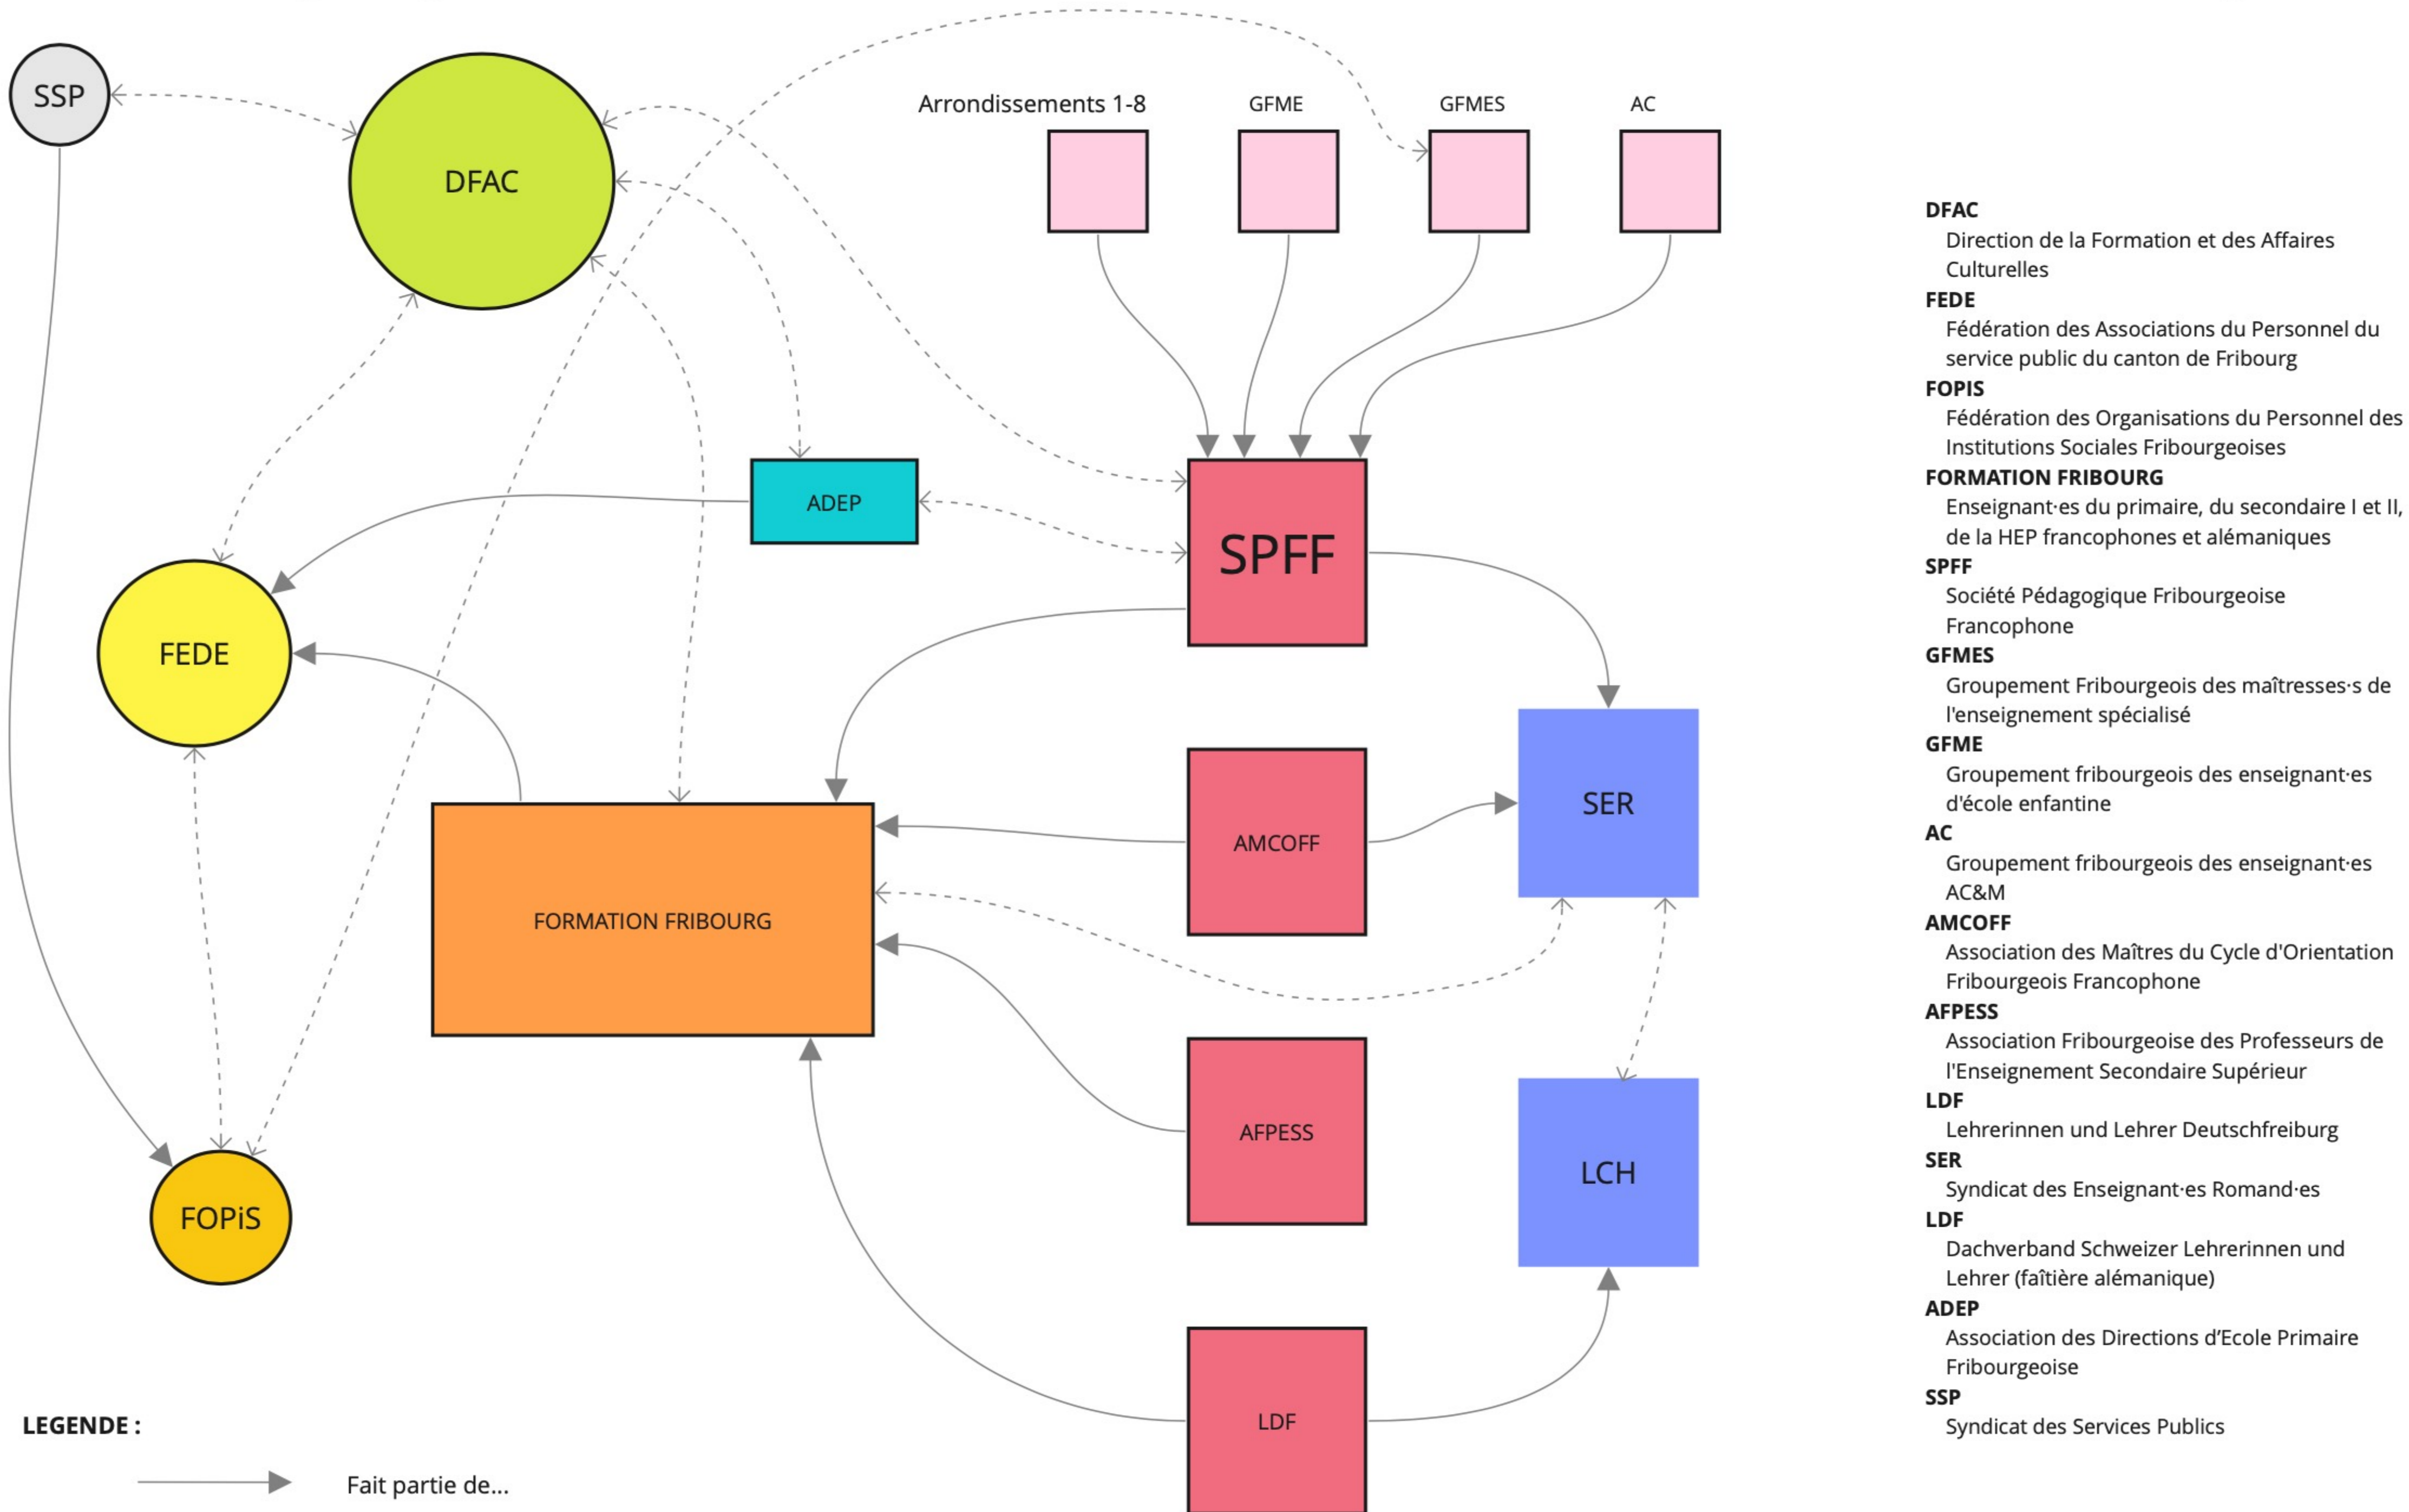 SSP
DFAC
Arrondissements 1-8
GFME
GFMES
AC
ADEP
SPFF
FEDE
FORMATION FRIBOURG
AMCOFF
SER
AFPESS
LCH
FOPiS
LDF
LEGENDE :
Fait partie de...
DFAC
Direction de la Formation et des Affaires
Culturelles
FEDE
Fédération des Associations du Personnel du
service public du canton de Fribourg
FOPIS
Fédération des Organisations du Personnel des
Institutions Sociales Fribourgeoises
FORMATION FRIBOURG
Enseignant·es du primaire, du secondaire I et II,
de la HEP francophones et alémaniques
SPFF
Société Pédagogique Fribourgeoise
Francophone
GFMES
Groupement Fribourgeois des maîtresses·s de
l'enseignement spécialisé
GFME
Groupement fribourgeois des enseignant·es
d'école enfantine
AC
Groupement fribourgeois des enseignant·es
AC&M
AMCOFF
Association des Maîtres du Cycle d'Orientation
Fribourgeois Francophone
AFPESS
Association Fribourgeoise des Professeurs de
l'Enseignement Secondaire Supérieur
LDF
Lehrerinnen und Lehrer Deutschfreiburg
SER
Syndicat des Enseignant·es Romand·es
LDF
Dachverband Schweizer Lehrerinnen und
Lehrer (faîtière alémanique)
ADEP
Association des Directions d’Ecole Primaire
Fribourgeoise
SSP
Syndicat des Services Publics